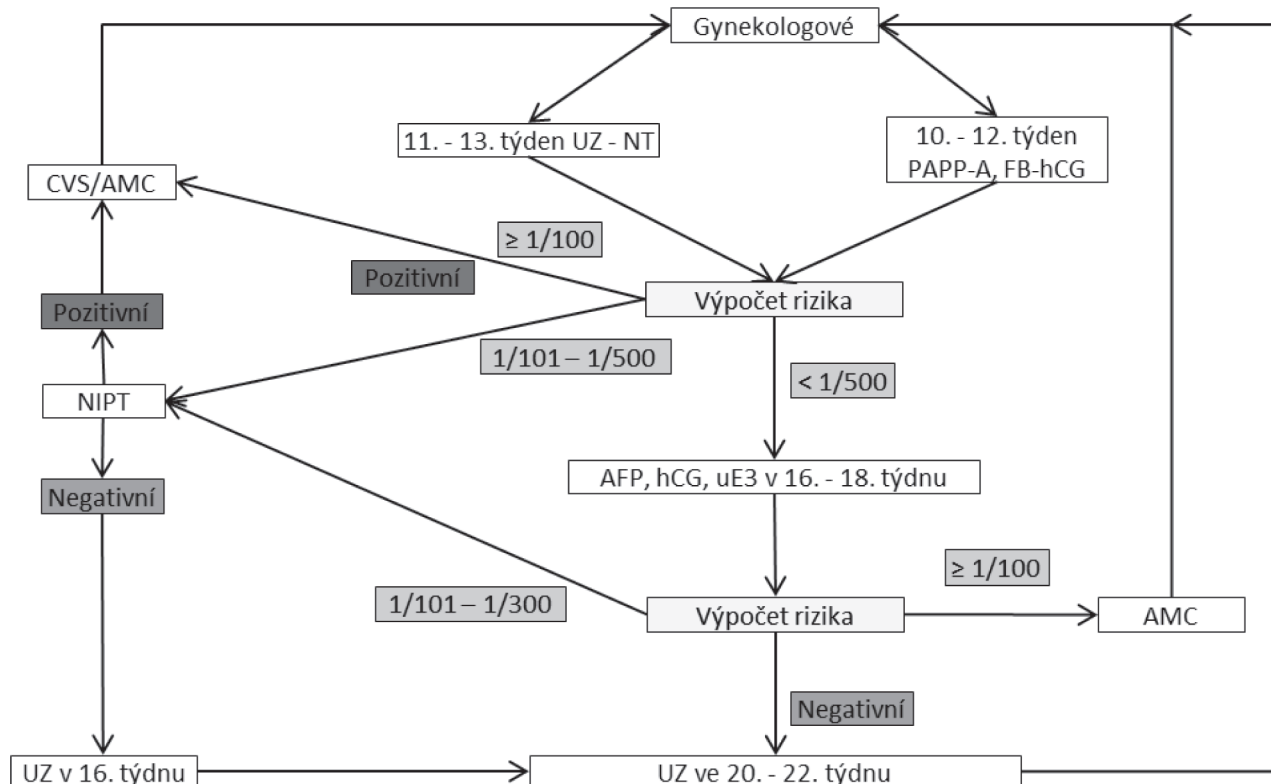 Gynekologové
11. - 13. týden UZ - NT
10. - 12. týden
PAPP-A, FB-hCG
CVS/AMC
≥ 1/100
Pozitivní
Výpočet rizika
Pozitivní
1/101 – 1/500
< 1/500
NIPT
AFP, hCG, uE3 v 16. - 18. týdnu
Negativní
≥ 1/100
1/101 – 1/300
Výpočet rizika
AMC
Negativní
UZ v 16. týdnu
UZ ve 20. - 22. týdnu